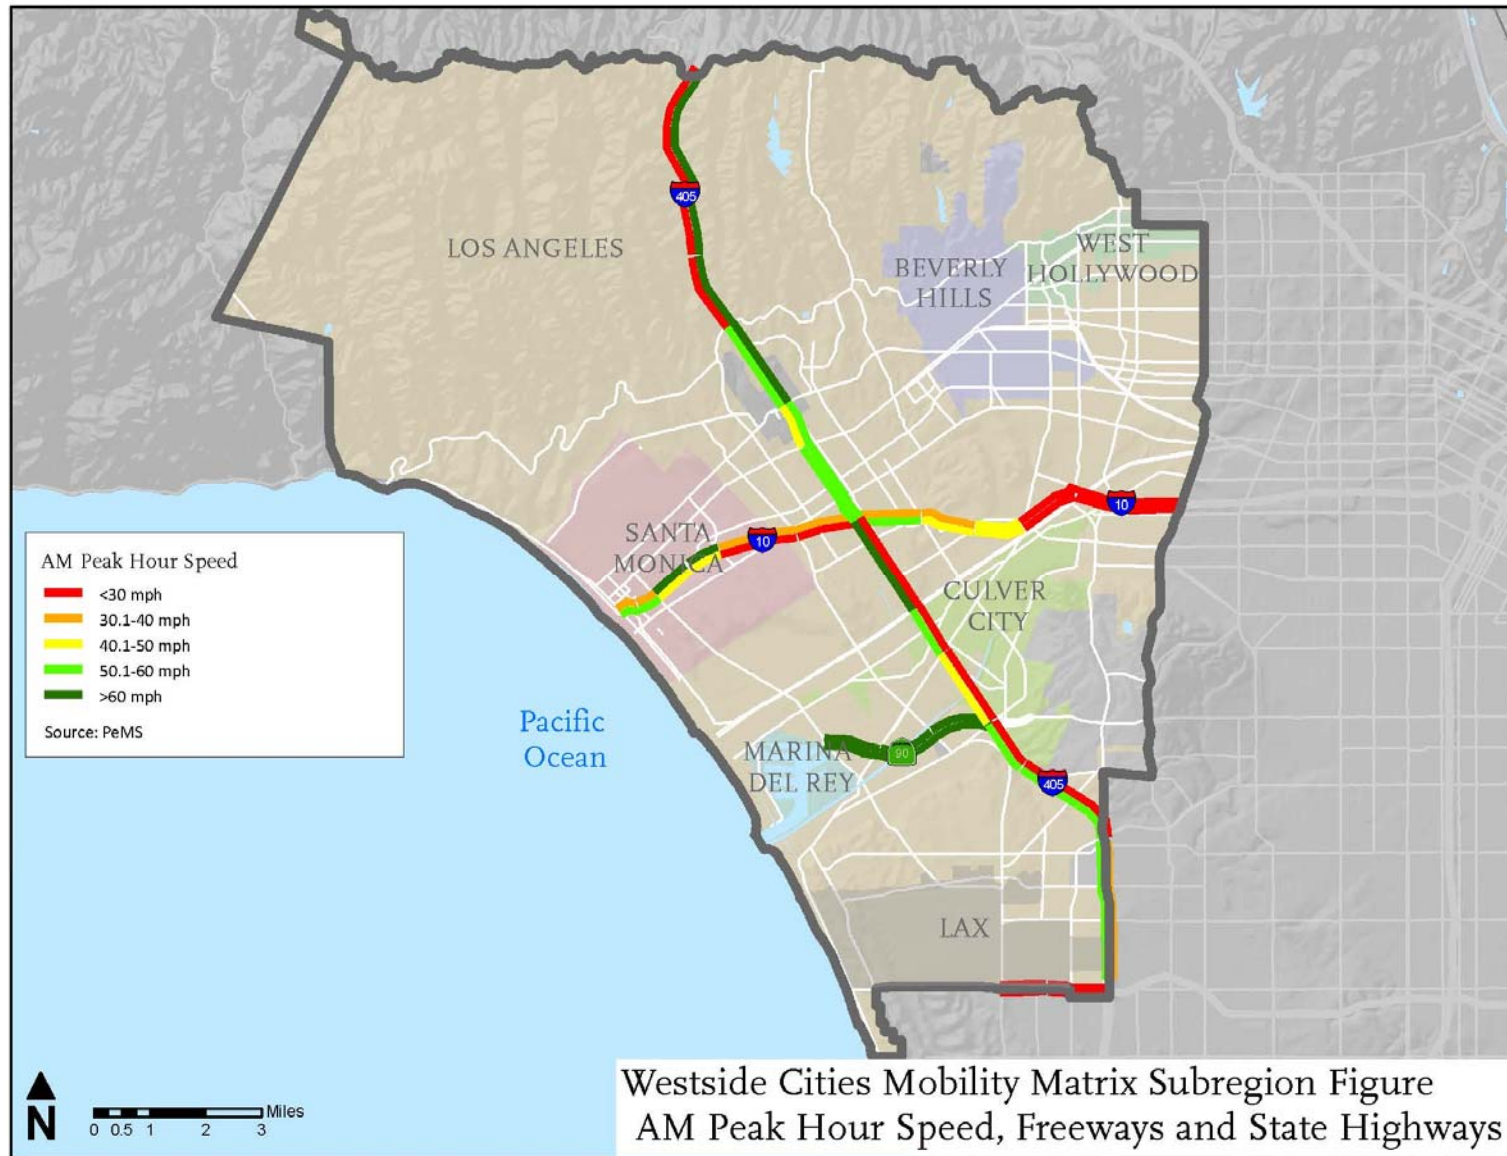 405
LOS ANGELES
WEST
HOLLYWOOD
BEVERLY
HILLS
10
SANTA
MONICA
10
CULVER
CITY
AM Peak Hour Speed
<30 mph
30.1-40 mph
40.1-50 mph
50.1-60 mph
>60 mph
Source: PeMS
Pacific
Ocean
MARINA
DEL REY
90
405
LAX
N
0 0.5 1 2 3 Miles
Westside Cities Mobility Matrix Subregion Figure
AM Peak Hour Speed, Freeways and State Highways